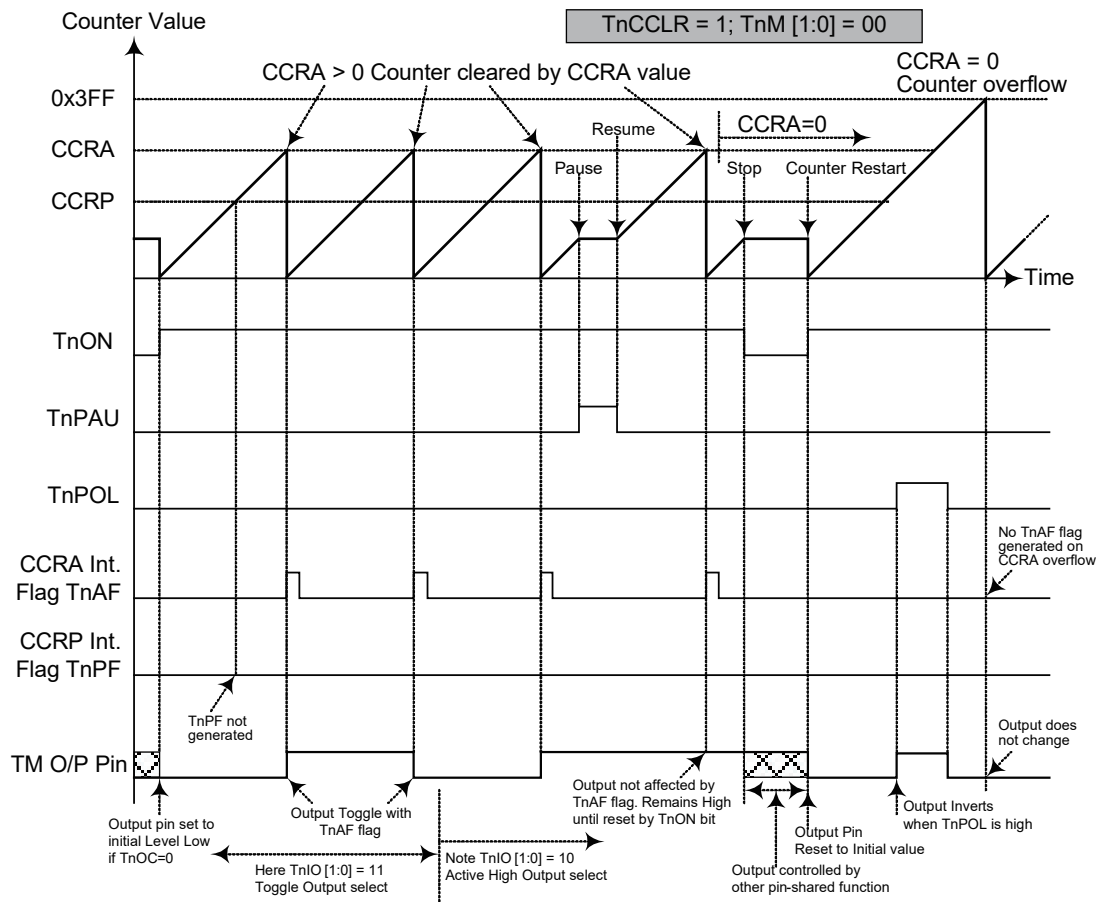 Counter Value
TnCCLR = 1; TnM [1:0] = 00
CCRA > 0 Counter cleared by CCRA value
CCRA = 0
Counter overflow
0x3FF
CCRA
CCRP
Resume
CCRA=0
Pause
Stop
Counter Restart
Time
TnON
TnPAU
TnPOL
No TnAF flag
generated on
CCRA overflow
CCRA Int.
Flag TnAF
CCRP Int.
Flag TnPF
TnPF not
generated
Output does
not change
TM O/P Pin
Output pin set to
initial Level Low
if TnOC=0
Output Toggle with
TnAF flag
Output not affected by
TnAF flag. Remains High
until reset by TnON bit
Output Inverts
when TnPOL is high
Output Pin
Reset to Initial value
Here TnIO [1:0] = 11
Toggle Output select
Note TnIO [1:0] = 10
Active High Output select
Output controlled by
other pin-shared function